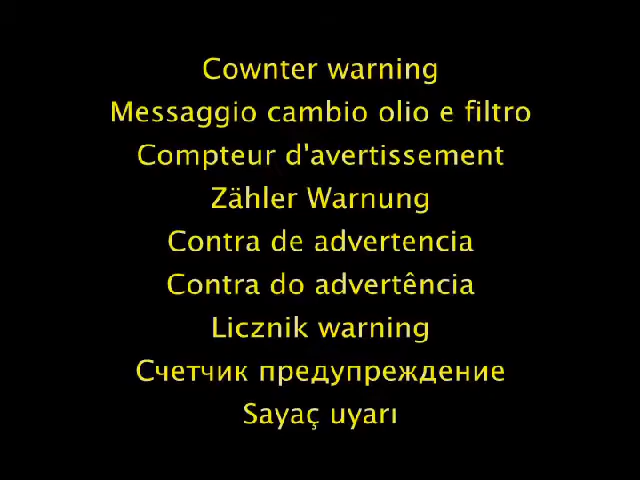 Cownter warning
Messaggio cambio olio e filtro
Compteur d'avertissement
Zähler Warnung
Contra de advertencia
Contra do advertência
Licznik warning
Счетчик предупреждение
Sayaç uyarı